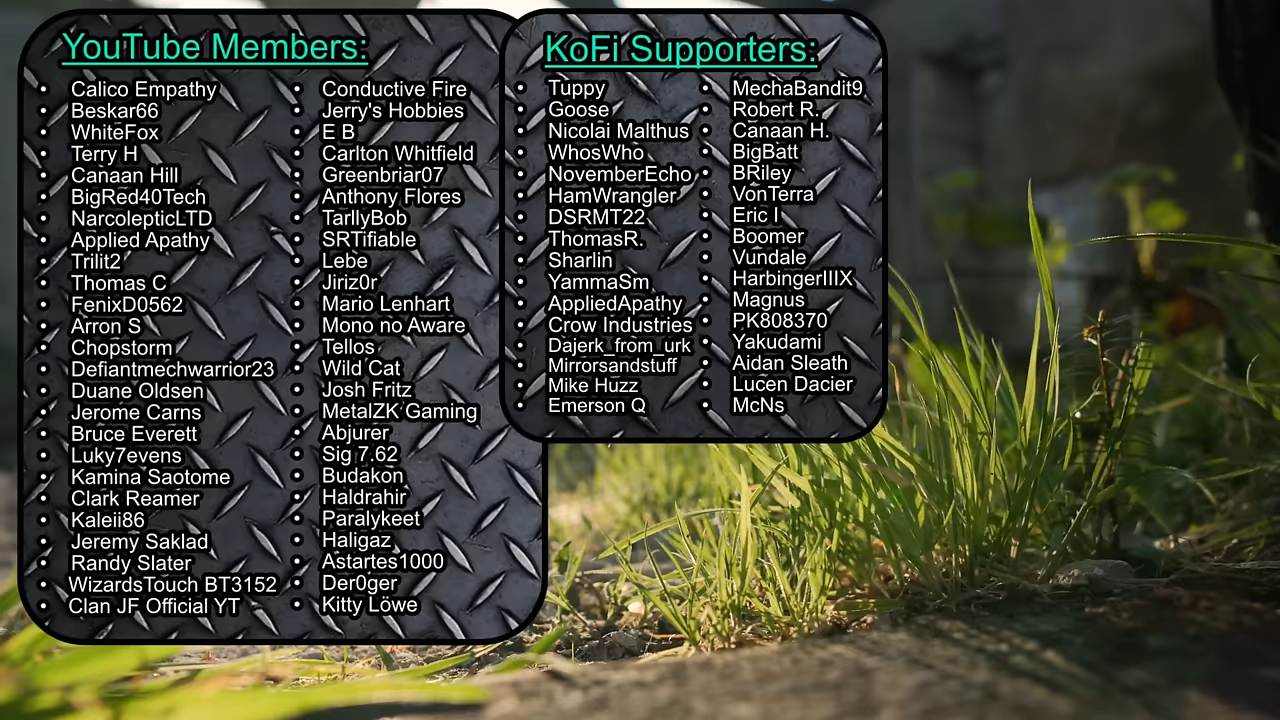 YouTube Members:
Calico Empathy
Beskar66
WhiteFox
Terry H
Canaan Hill
BigRed40Tech
NarcolepticLTD
Applied Apathy
Trilit2
Thomas C
FenixD0562
Arron S
Chopstorm
Defiantmechwarrior23
Duane Oldsen
Jerome Carns
Bruce Everett
Luky7evens
Kamina Saotome
Clark Reamer
Kaleii86
Jeremy Saklad
Randy Slater
WizardsTouch BT3152
Clan JF Official YT
Conductive Fire
Jerry's Hobbies
E B
Carlton Whitfield
Greenbriar07
Anthony Flores
TarllyBob
SRTifiable
Lebe
Jiriz0r
Mario Lenhart
Mono no Aware
Tellos
Wild Cat
Josh Fritz
MetalZK Gaming
Abjurer
Sig 7.62
Budakon
Haldrahir
Paralykeet
Haligaz
Astartes1000
Der0ger
Kitty Löwe
KoFi Supporters:
Tuppy
Goose
Nicolai Malthus
WhosWho
NovemberEcho
HamWrangler
DSRMT22
ThomasR.
Sharlin
YammaSm
AppliedApathy
Crow Industries
Dajerk_from_urk
Mirrorsandstuff
Mike Huzz
Emerson Q
MechaBandit9
Robert R.
Canaan H.
BigBatt
BRiley
VonTerra
Eric I
Boomer
Vundale
HarbingerIIIX
Magnus
PK808370
Yakudami
Aidan Sleath
Lucen Dacier
McNs